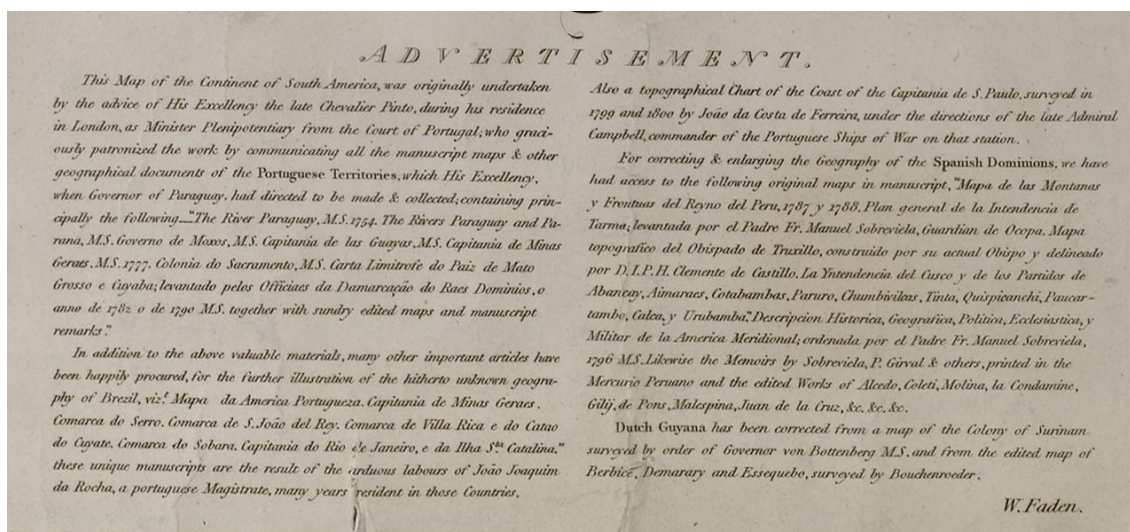 ADVERTISEMENT.
This Map of the Continent of South America, was originally undertaken
by the advice of His Excellency the late Chevalier Pinto, during his residence
in London, as Minister Plenipotentiary from the Court of Portugal; who graci-
ously patronized the work by communicating all the manuscript maps & other
geographical documents of the Portuguese Territories, which His Excellency,
when Governor of Paraguay, had directed to be made & collected; containing prin-
cipally the following_"The River Paraguay, M.S. 1754. The Rivers Paraguay and Pa-
rana, M.S. Governo de Moxos, M.S. Capitania de las Guayas, M.S. Capitania de Minas
Geraes, M.S. 1777. Colonia do Sacramento, M.S. Carta Limitrofe do Paiz de Mato
Grosso e Cuyaba; levantado pelos Officiaes da Damarcação do Raes Dominios, o
anno de 1782 o de 1790 M.S. together with sundry edited maps and manuscript
remarks."
In addition to the above valuable materials, many other important articles have
been happily procured, for the further illustration of the hitherto unknown geogra-
phy of Brezil, viz.t Mapa da America Portugueza. Capitania de Minas Geraes.
Comarca do Serro. Comarca de S. João del Rey. Comarca de Villa Rica e do Catao
do Cuyate. Comarca do Sobara. Capitania do Rio de Janeiro, e da Ilha Sta. Catalina."
these unique manuscripts are the result of the arduous labours of João Joaquim
da Rocha, a portuguese Magistrate, many years resident in those Countries.
Also a topographical Chart of the Coast of the Capitania de S. Paulo, surveyed in
1799 and 1800 by João da Costa de Ferreira, under the directions of the late Admiral
Campbell, commander of the Portuguese Ships of War on that station.
For correcting & enlarging the Geography of the Spanish Dominions, we have
had access to the following original maps in manuscript, "Mapa de las Montanas
y Frontuas del Reyno del Peru, 1787 y 1788. Plan general de la Intendencia de
Tarma; levantada por el Padre Fr. Manuel Sobreviela, Guardian de Ocopa. Mapa
topografico del Obispado de Truxillo, construido por su actual Obispo y delineado
por D. I. P. H. Clemente de Castillo. La Yntendencia del Cusco y de los Partidos de
Abancay, Aimaraes, Cotabambas, Paruro, Chumbivilcas, Tinta, Quispicanchi, Paucar-
tambo, Calca, y Urubamba." Descripcion Historica, Geografica, Politica, Ecclesiastica, y
Militar de la America Meridional; ordenada por el Padre Fr. Manuel Sobreviela,
1796 M.S. Likewise the Memoirs by Sobreviela, P. Girval & others, printed in the
Mercurio Peruano and the edited Works of Alcedo, Coleti, Molina, la Condamine,
Gilij, de Pons, Malespina, Juan de la Cruz, &c. &c. &c.
Dutch Guyana has been corrected from a map of the Colony of Surinam
surveyed by order of Governor von Bottenberg M.S. and from the edited map of
Berbice, Demarary and Essequebo, surveyed by Bouchenroeder.
W. Faden.